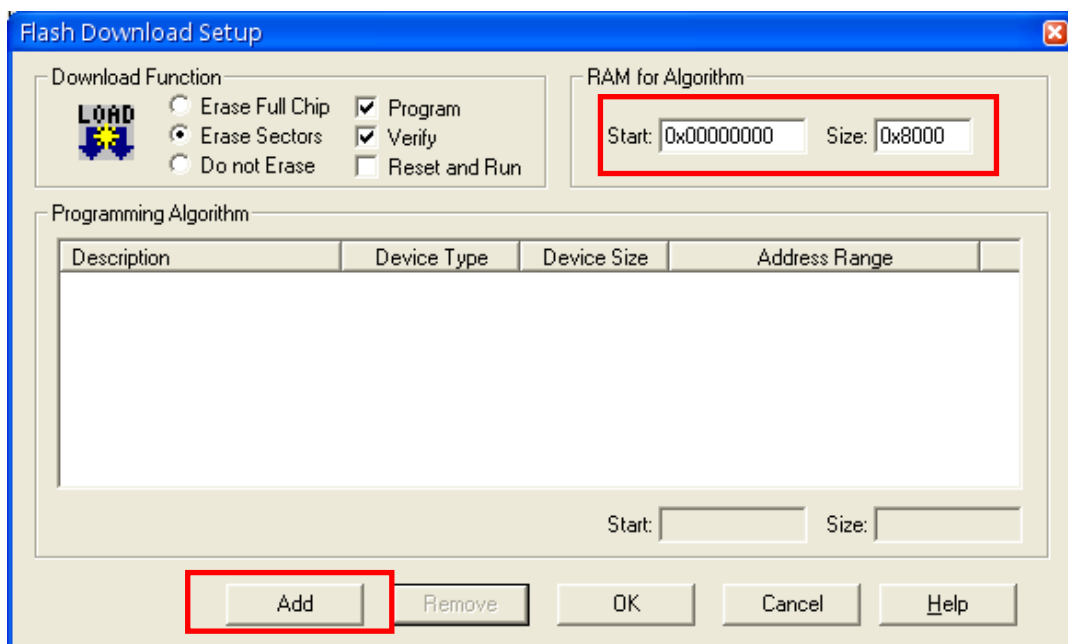 Flash Download Setup
Download Function
LOAD
Erase Full Chip
Erase Sectors
Do not Erase
Program
Verify
Reset and Run
RAM for Algorithm
Start: 0x00000000 Size: 0x8000
Programming Algorithm
Description Device Type Device Size Address Range
Start: Size:
Add Remove OK Cancel Help